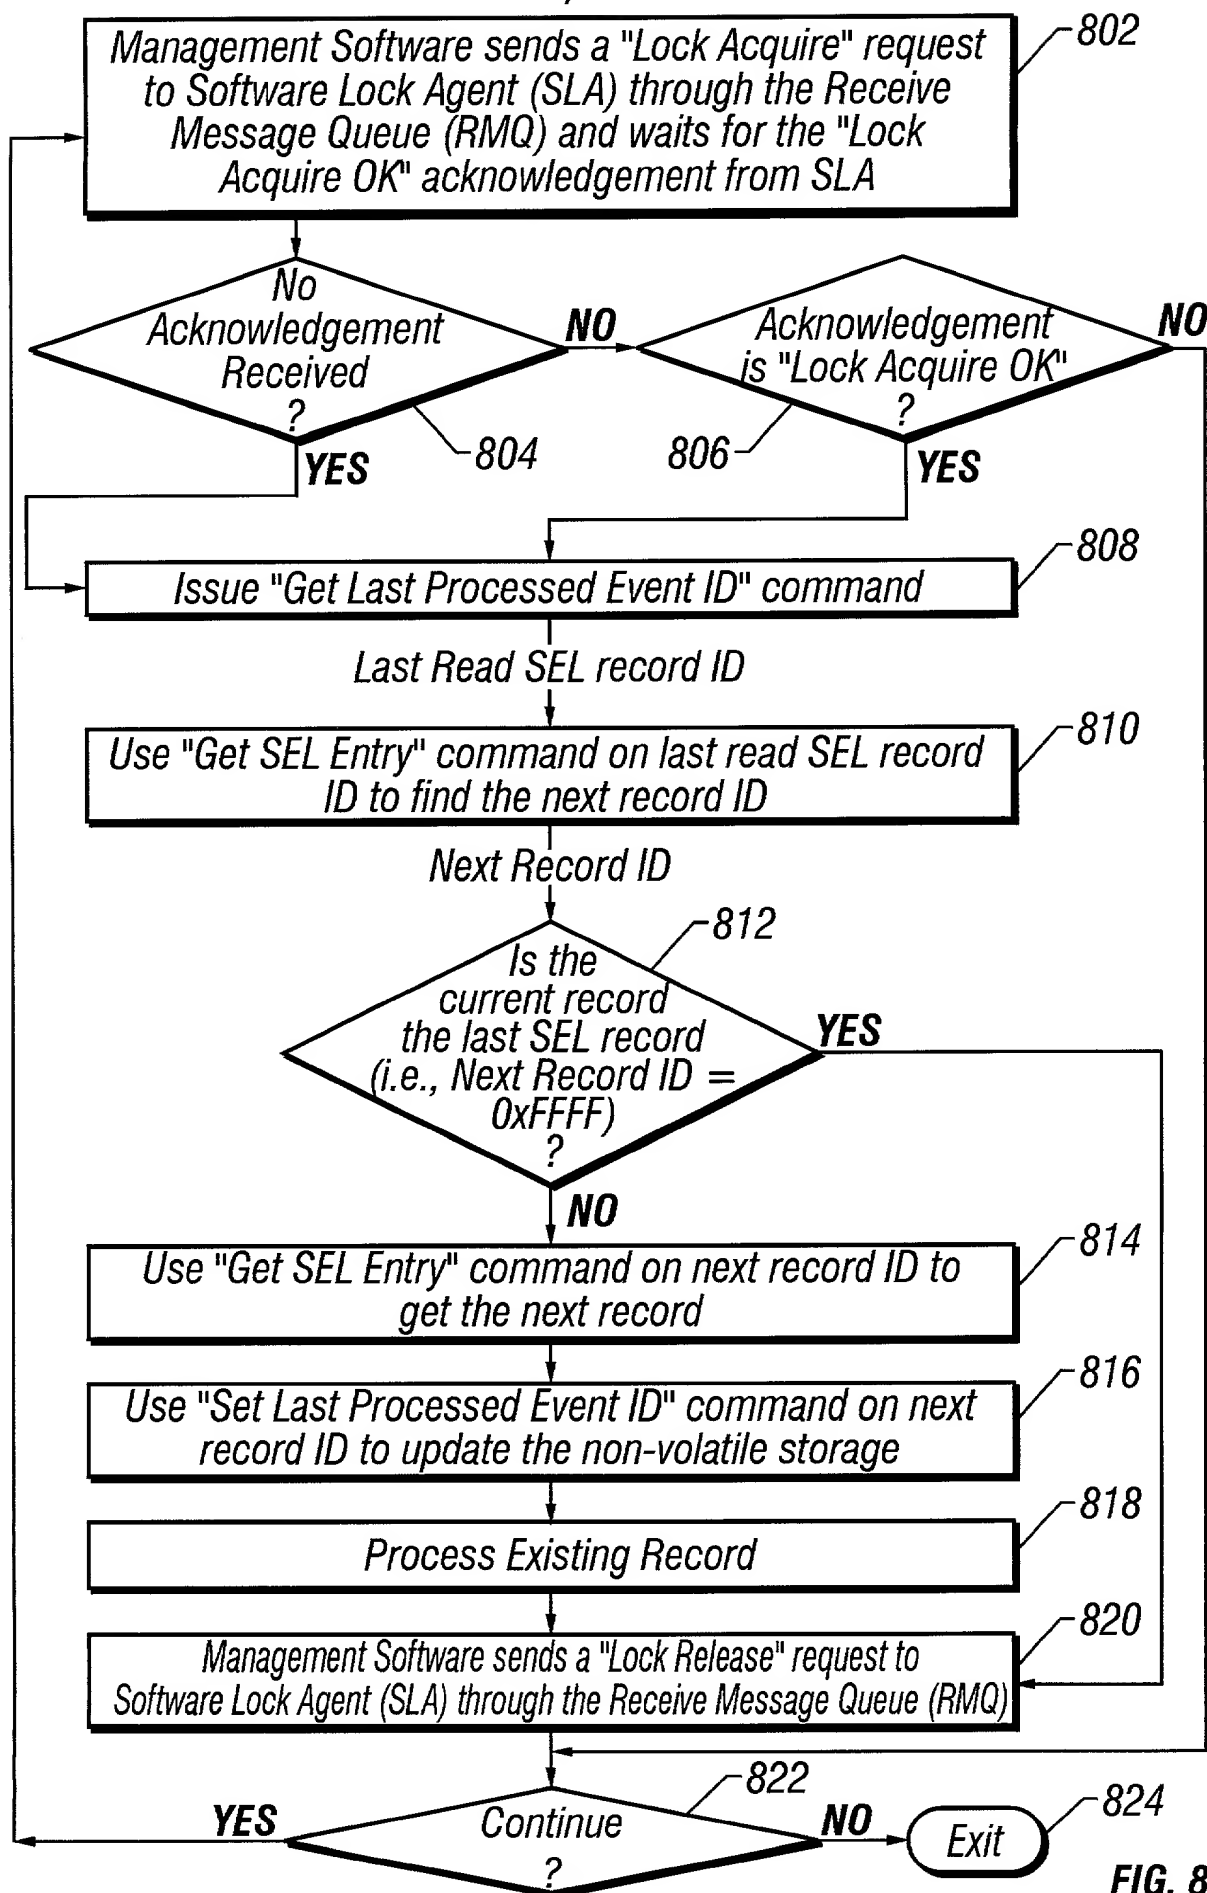 802
Management Software sends a "Lock Acquire" request
to Software Lock Agent (SLA) through the Receive
Message Queue (RMQ) and waits for the "Lock
Acquire OK" acknowledgement from SLA
No
Acknowledgement
Received
?
NO
Acknowledgement
is "Lock Acquire OK"
?
NO
804
806
YES
YES
808
Issue "Get Last Processed Event ID" command
Last Read SEL record ID
810
Use "Get SEL Entry" command on last read SEL record
ID to find the next record ID
Next Record ID
812
Is the
current record
the last SEL record
(i.e., Next Record ID =
0xFFFF)
?
YES
NO
814
Use "Get SEL Entry" command on next record ID to
get the next record
816
Use "Set Last Processed Event ID" command on next
record ID to update the non-volatile storage
818
Process Existing Record
820
Management Software sends a "Lock Release" request to
Software Lock Agent (SLA) through the Receive Message Queue (RMQ)
822
YES
Continue
?
NO
Exit
824
FIG. 8